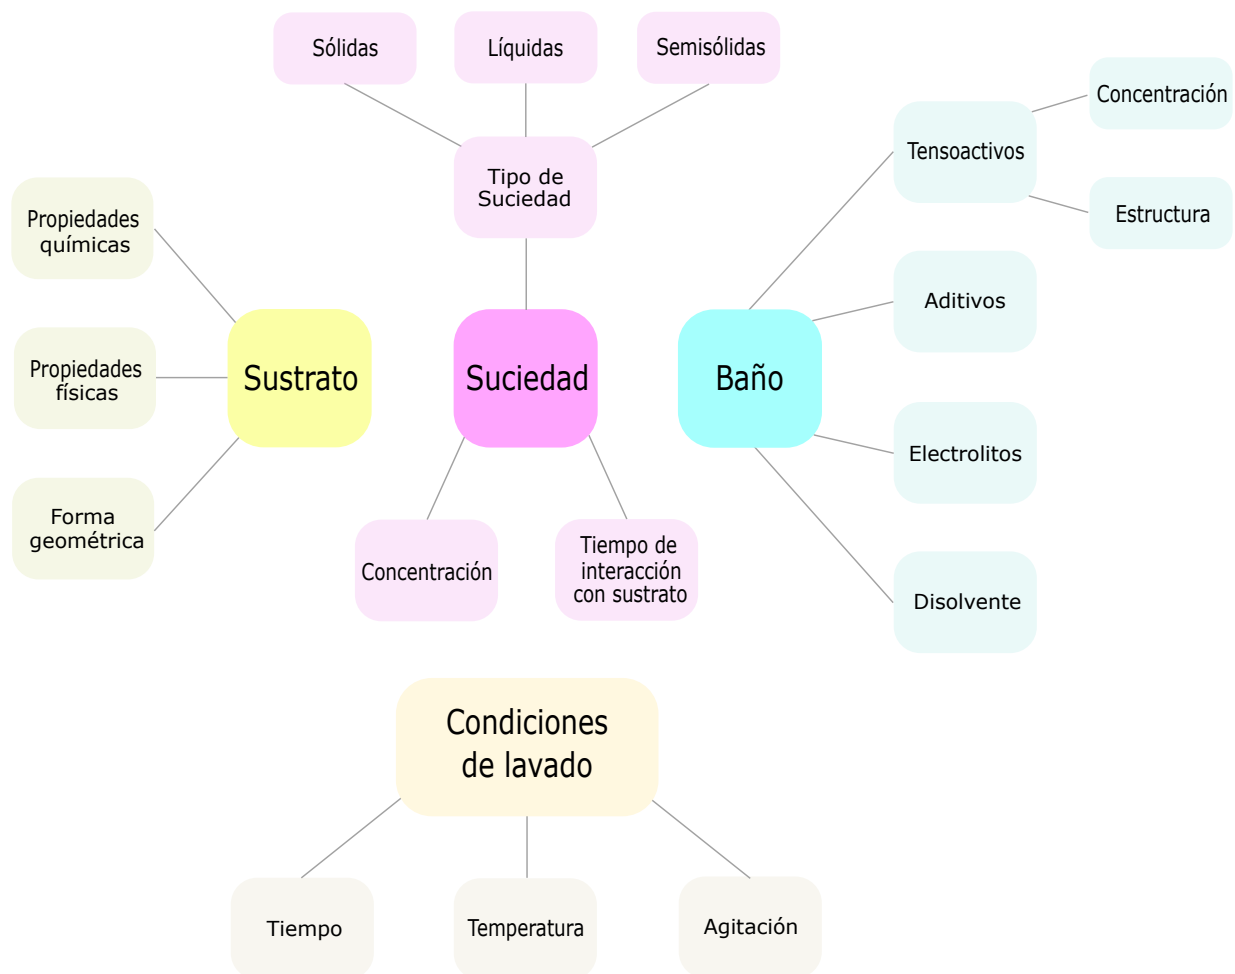 Sólidas
Líquidas
Semisólidas
Tipo de
Suciedad
Propiedades
químicas
Propiedades
físicas
Forma
geométrica
Sustrato
Suciedad
Concentración
Tiempo de
interacción
con sustrato
Baño
Tensoactivos
Concentración
Estructura
Aditivos
Electrolitos
Disolvente
Condiciones
de lavado
Tiempo
Temperatura
Agitación